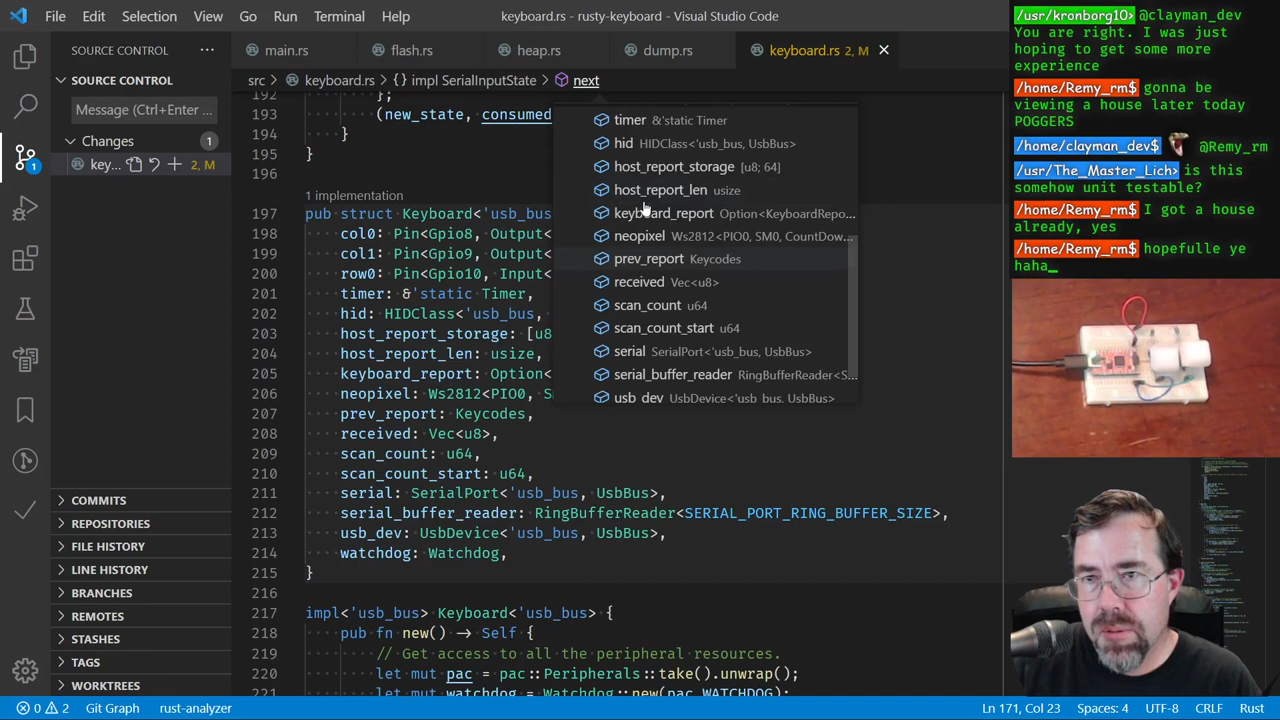 File Edit Selection View Go Run Terminal Help
keyboard.rs - rusty-keyboard - Visual Studio Code
SOURCE CONTROL ···
SOURCE CONTROL
Message (Ctrl+Enter ...
Changes 1
key... 2, M
1
COMMITS
REPOSITORIES
FILE HISTORY
LINE HISTORY
BRANCHES
REMOTES
STASHES
TAGS
WORKTREES
main.rs flash.rs heap.rs dump.rs keyboard.rs 2, M
src > keyboard.rs > {} impl SerialInputState > next
192 };
193 (new_state, consumed
194 }
195 }
196
1 implementation
197 pub struct Keyboard<'usb_bus
198 col0: Pin<Gpio8, Output<
199 col1: Pin<Gpio9, Output<
200 row0: Pin<Gpio10, Input<
201 timer: &'static Timer,
202 hid: HIDClass<'usb_bus,
203 host_report_storage: [u8
204 host_report_len: usize,
205 keyboard_report: Option<
206 neopixel: Ws2812<PIO0, S
207 prev_report: Keycodes,
208 received: Vec<u8>,
209 scan_count: u64,
210 scan_count_start: u64,
211 serial: SerialPort<'usb_bus, UsbBus>,
212 serial_buffer_reader: RingBufferReader<SERIAL_PORT_RING_BUFFER_SIZE>,
213 usb_dev: UsbDevice<'usb_bus, UsbBus>,
214 watchdog: Watchdog,
215 }
216
217 impl<'usb_bus> Keyboard<'usb_bus> {
218 pub fn new() → Self {
219 // Get access to all the peripheral resources.
220 let mut pac = pac::Peripherals::take().unwrap();
221 let mut watchdog = Watchdog::new(pac.WATCHDOG);
timer &'static Timer
hid HIDClass<'usb_bus, UsbBus>
host_report_storage [u8; 64]
host_report_len usize
keyboard_report Option<KeyboardRepo...
neopixel Ws2812<PIO0, SM0, CountDow...
prev_report Keycodes
received Vec<u8>
scan_count u64
scan_count_start u64
serial SerialPort<'usb_bus, UsbBus>
serial_buffer_reader RingBufferReader<S...
usb_dev UsbDevice<'usb_bus, UsbBus>
/usr/kronborg10> @clayman_dev
You are right. I was just
hoping to get some more
experience
/home/Remy_rm$ gonna be
viewing a house later today
POGGERS
/home/clayman_dev$ @Remy_rm
/usr/The_Master_Lich> is this
somehow unit testable?
/home/Remy_rm$ I got a house
already, yes
/home/Remy_rm$ hopefulle ye
haha_
0 2 Git Graph rust-analyzer
Ln 171, Col 23 Spaces: 4 UTF-8 CRLF Rust